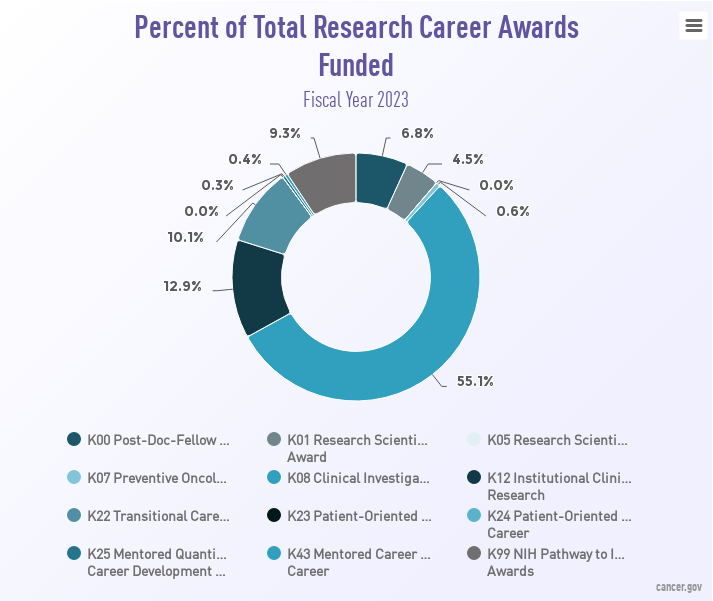 Percent of Total Research Career Awards
Funded
Fiscal Year 2023
9.3%
6.8%
0.4%
4.5%
0.3%
0.0%
0.0%
0.6%
10.1%
12.9%
55.1%
K00 Post-Doc-Fellow ...
K01 Research Scienti...
Award
K05 Research Scienti...
K07 Preventive Oncol...
K08 Clinical Investiga...
K12 Institutional Clini...
Research
K22 Transitional Care...
K23 Patient-Oriented ...
K24 Patient-Oriented ...
Career
K25 Mentored Quanti...
Career Development ...
K43 Mentored Career ...
Career
K99 NIH Pathway to I...
Awards
cancer.gov